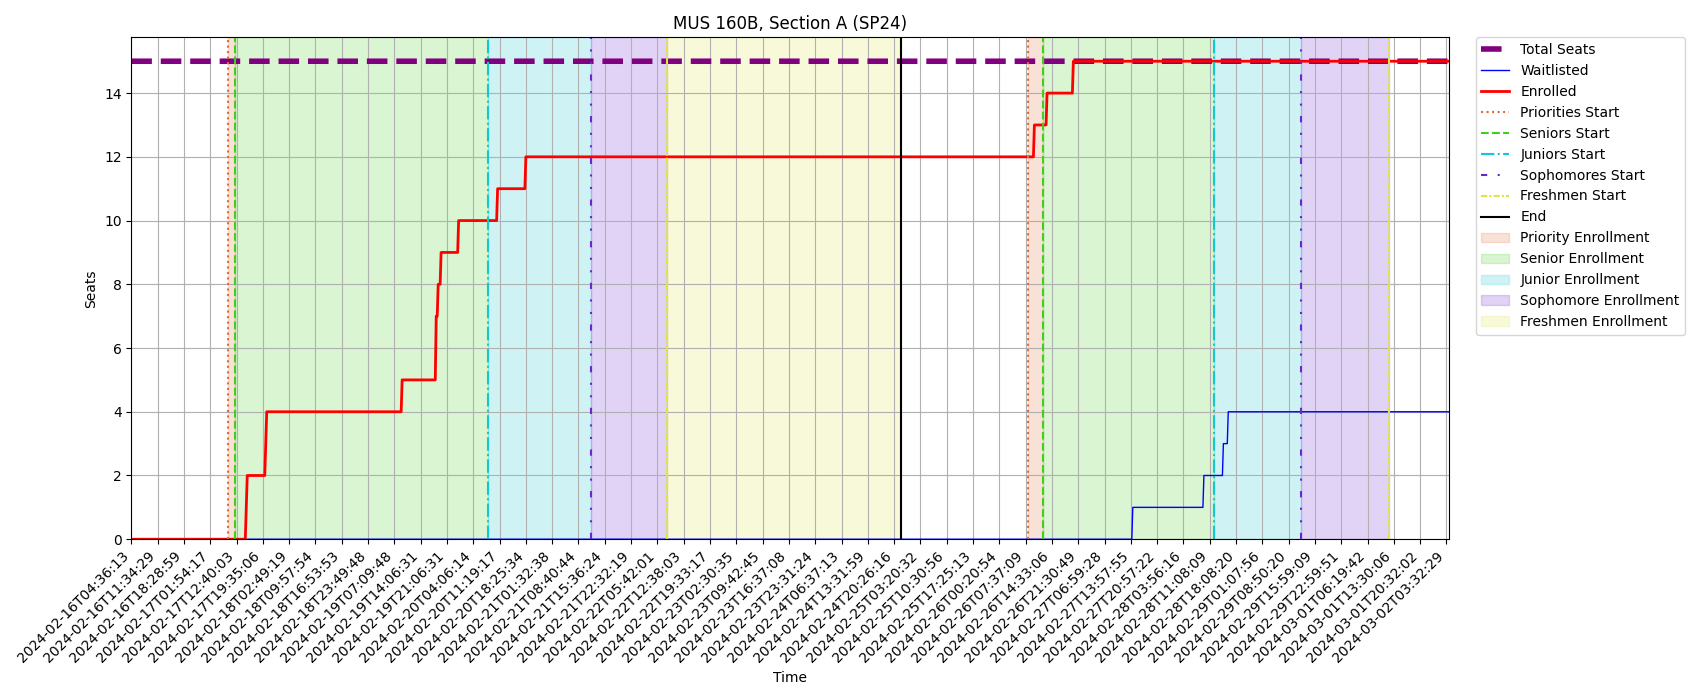 MUS 160B, Section A (SP24)
Total Seats
Waitlisted
Enrolled
Priorities Start
Seniors Start
Juniors Start
Sophomores Start
Freshmen Start
End
Priority Enrollment
Senior Enrollment
Junior Enrollment
Sophomore Enrollment
Freshmen Enrollment
Seats
14
12
10
8
6
4
2
0
2024-02-16T04:36:13
2024-02-16T11:34:29
2024-02-16T18:28:59
2024-02-17T01:54:17
2024-02-17T12:40:03
2024-02-17T19:35:06
2024-02-18T02:49:19
2024-02-18T09:57:54
2024-02-18T16:53:53
2024-02-18T23:49:48
2024-02-19T07:09:48
2024-02-19T14:06:31
2024-02-19T21:06:31
2024-02-20T04:06:14
2024-02-20T11:19:17
2024-02-20T18:25:34
2024-02-21T01:32:38
2024-02-21T08:40:44
2024-02-21T15:36:24
2024-02-21T22:32:19
2024-02-22T05:42:01
2024-02-22T12:38:03
2024-02-22T19:33:17
2024-02-23T02:30:35
2024-02-23T09:42:45
2024-02-23T16:37:08
2024-02-23T23:31:24
2024-02-24T06:37:13
2024-02-24T13:31:59
2024-02-24T20:26:16
2024-02-25T03:20:32
2024-02-25T10:30:56
2024-02-25T17:25:13
2024-02-26T00:20:54
2024-02-26T07:37:09
2024-02-26T14:33:06
2024-02-26T21:30:49
2024-02-27T06:59:28
2024-02-27T13:57:55
2024-02-27T20:57:22
2024-02-28T03:56:16
2024-02-28T11:08:09
2024-02-28T18:08:20
2024-02-29T01:07:56
2024-02-29T08:50:20
2024-02-29T15:59:09
2024-02-29T22:59:51
2024-03-01T06:19:42
2024-03-01T13:30:06
2024-03-01T20:32:02
2024-03-02T03:32:29
Time